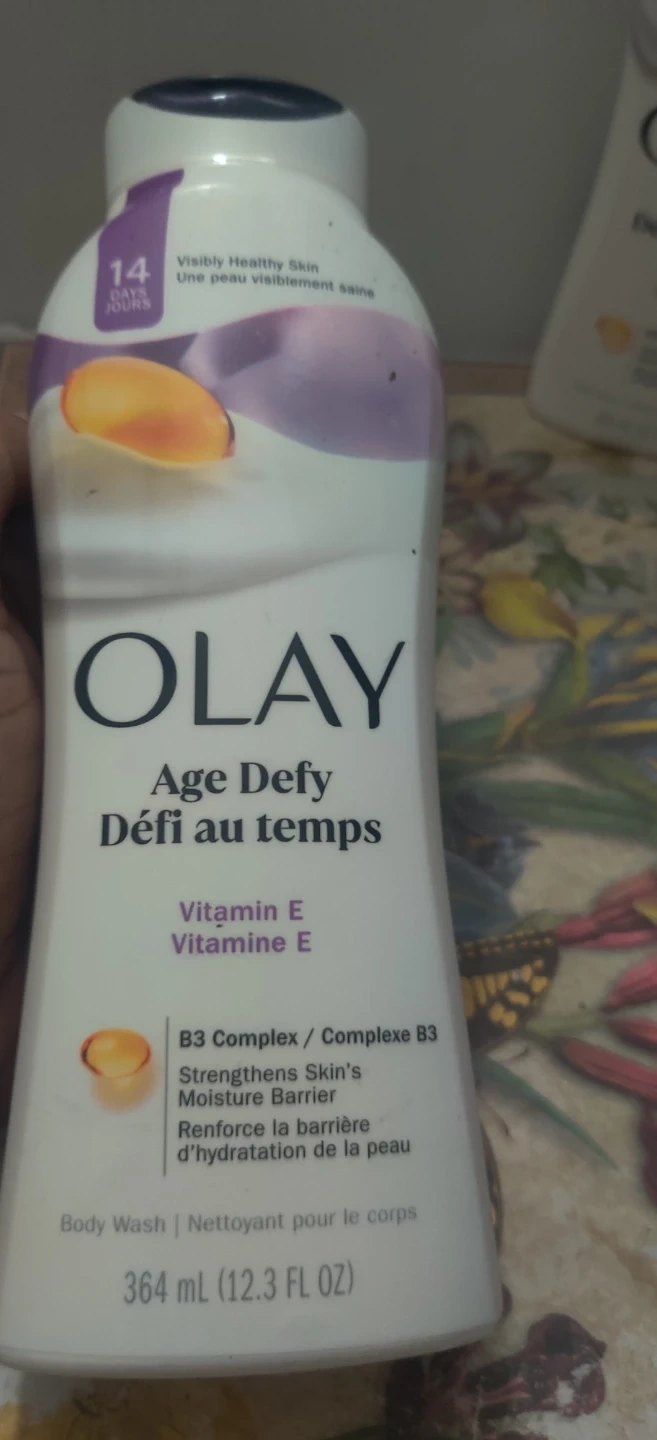 14
DAYS
JOURS
Visibly Healthy Skin
Une peau visiblement saine
OLAY
Age Defy
Défi au temps
Vitamin E
Vitamine E
B3 Complex / Complexe B3
Strengthens Skin's
Moisture Barrier
Renforce la barrière
d'hydratation de la peau
Body Wash | Nettoyant pour le corps
364 mL (12.3 FL OZ)